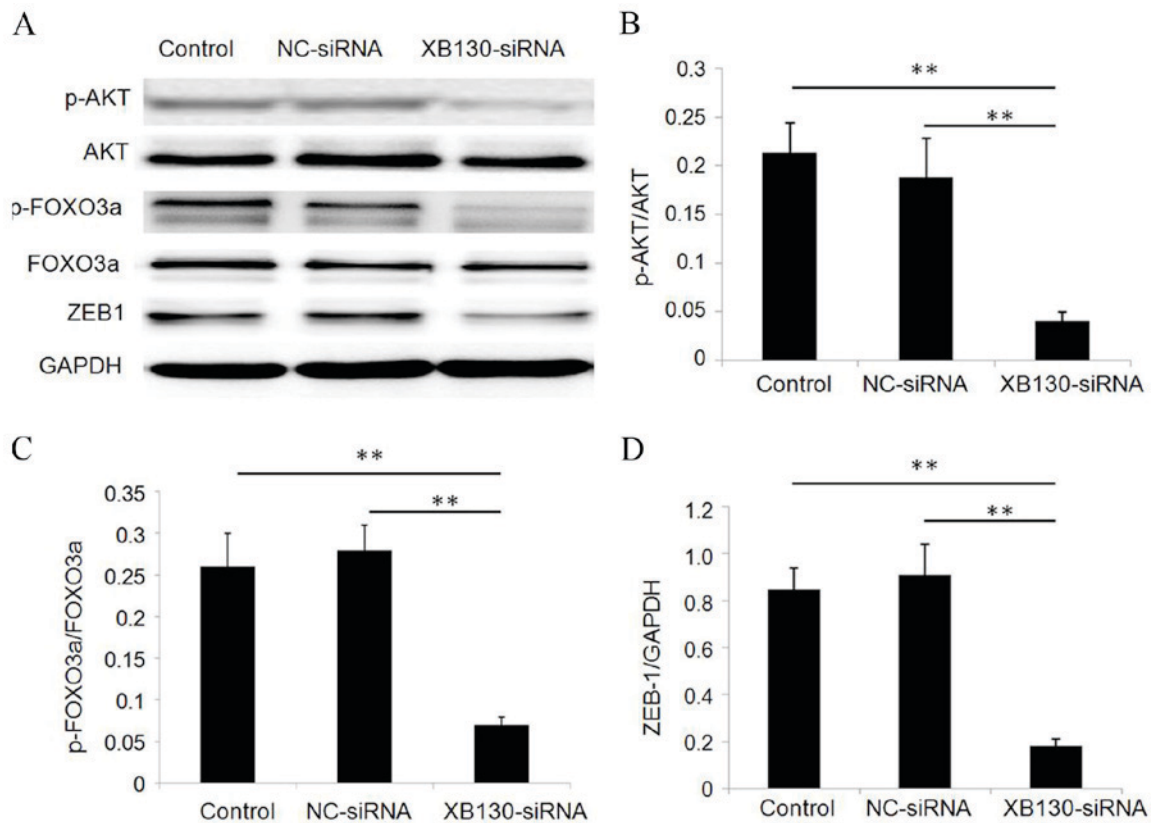 A
Control NC-siRNA XB130-siRNA
p-AKT
AKT
p-FOXO3a
FOXO3a
ZEB1
GAPDH
B
**
**
0.3
0.25
0.2
0.15
0.1
0.05
0
p-AKT/AKT
Control NC-siRNA XB130-siRNA
C
**
**
0.35
0.3
0.25
0.2
0.15
0.1
0.05
0
p-FOXO3a/FOXO3a
Control NC-siRNA XB130-siRNA
D
**
**
1.2
1.0
0.8
0.6
0.4
0.2
0
ZEB-1/GAPDH
Control NC-siRNA XB130-siRNA